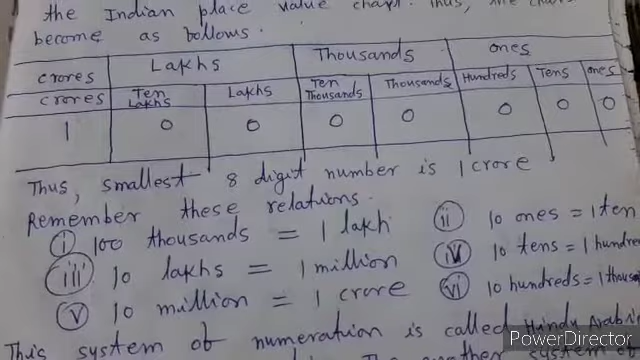 the Indian place value chart. Thus, the chart
become as bollows.
crores Lakhs Thousands ones
crores Ten Lakhs Lakhs Ten Thousands Thousands Hundreds Tens ones
1 0 0 0 0 0 0 0
Thus, smallest 8 digit number is 1 crore
Remember these relations.
(i) 100 thousands = 1 lakh (ii) 10 ones = 1 ten
(iii) 10 lakhs = 1 million (iv) 10 tens = 1 hundred
(v) 10 million = 1 crore (vi) 10 hundreds = 1 thousa
This system of numeration is called Hindu Arabic
system of
PowerDirector